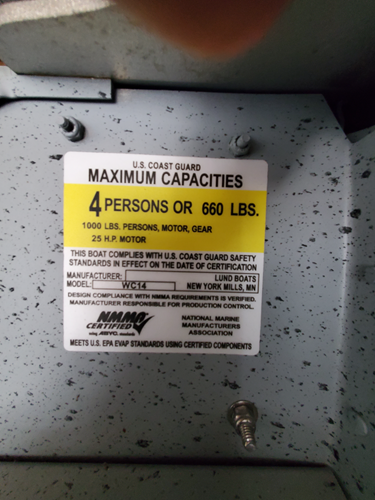 U.S. COAST GUARD
MAXIMUM CAPACITIES
4 PERSONS OR 660 LBS.
1000 LBS. PERSONS, MOTOR, GEAR
25 H.P. MOTOR
THIS BOAT COMPLIES WITH U.S. COAST GUARD SAFETY
STANDARDS IN EFFECT ON THE DATE OF CERTIFICATION
MANUFACTURER: LUND BOATS
MODEL: WC14 NEW YORK MILLS, MN
DESIGN COMPLIANCE WITH NMMA REQUIREMENTS IS VERIFIED.
MANUFACTURER RESPONSIBLE FOR PRODUCTION CONTROL.
NMMA
CERTIFIED
using ABYC standards
NATIONAL MARINE
MANUFACTURERS
ASSOCIATION
MEETS U.S. EPA EVAP STANDARDS USING CERTIFIED COMPONENTS